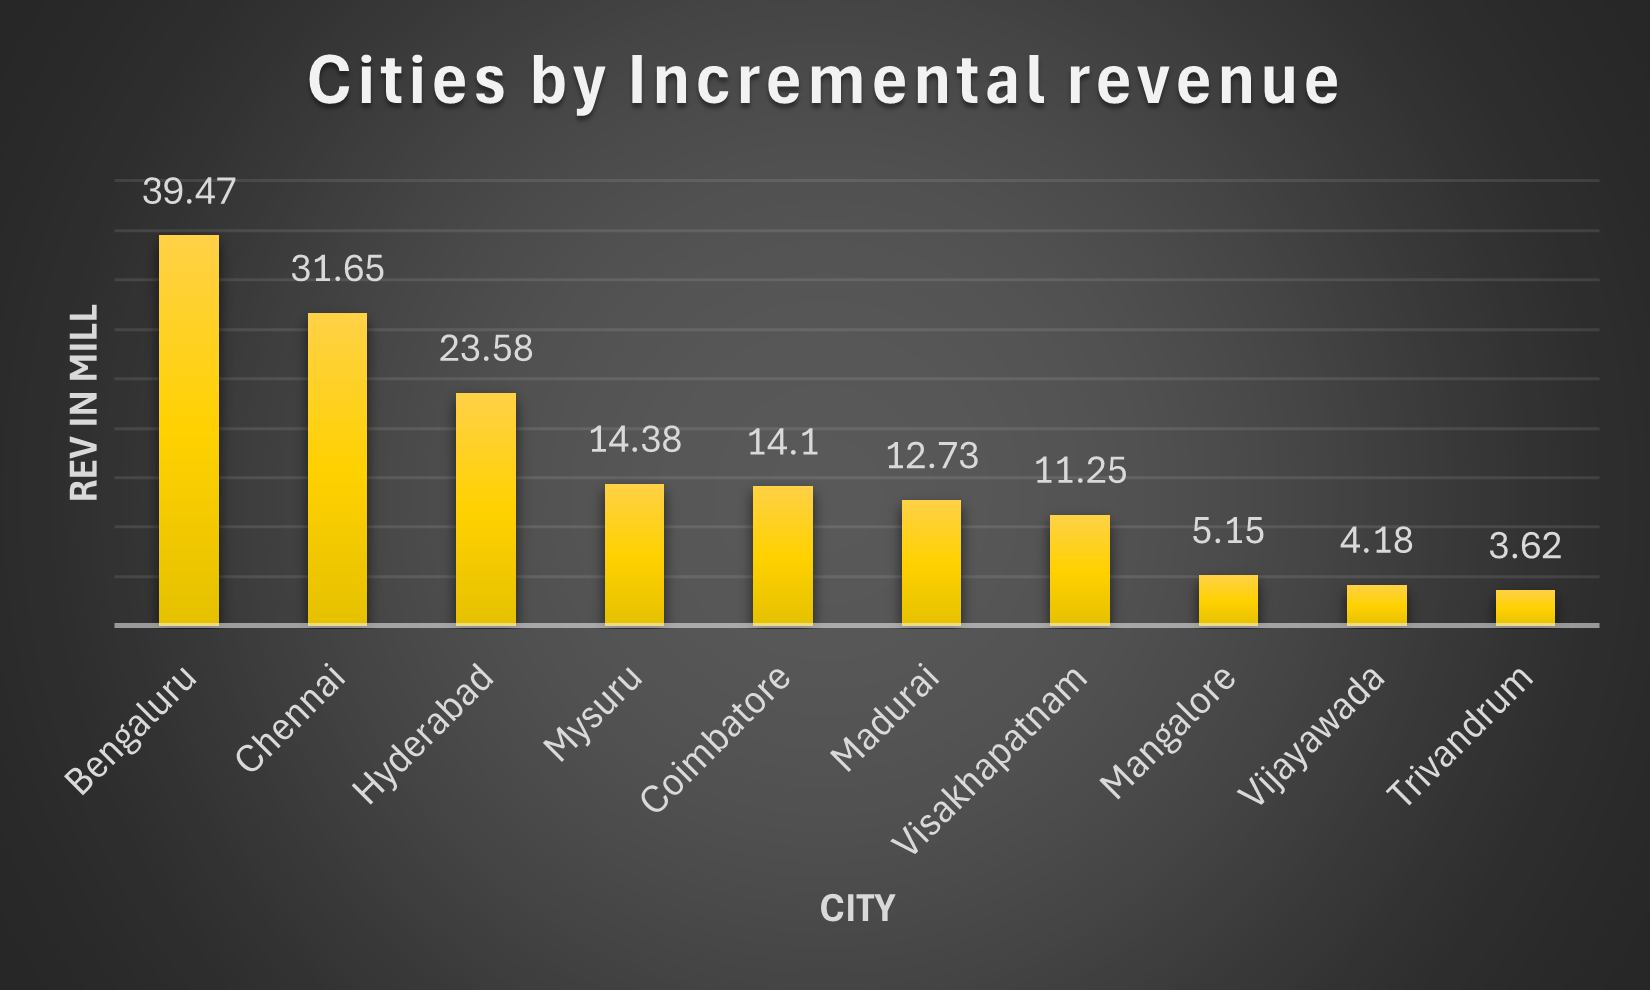 Cities by Incremental revenue
REV IN MILL
39.47
31.65
23.58
14.38
14.1
12.73
11.25
5.15
4.18
3.62
Bengaluru
Chennai
Hyderabad
Mysuru
Coimbatore
Madurai
Visakhapatnam
Mangalore
Vijayawada
Trivandrum
CITY